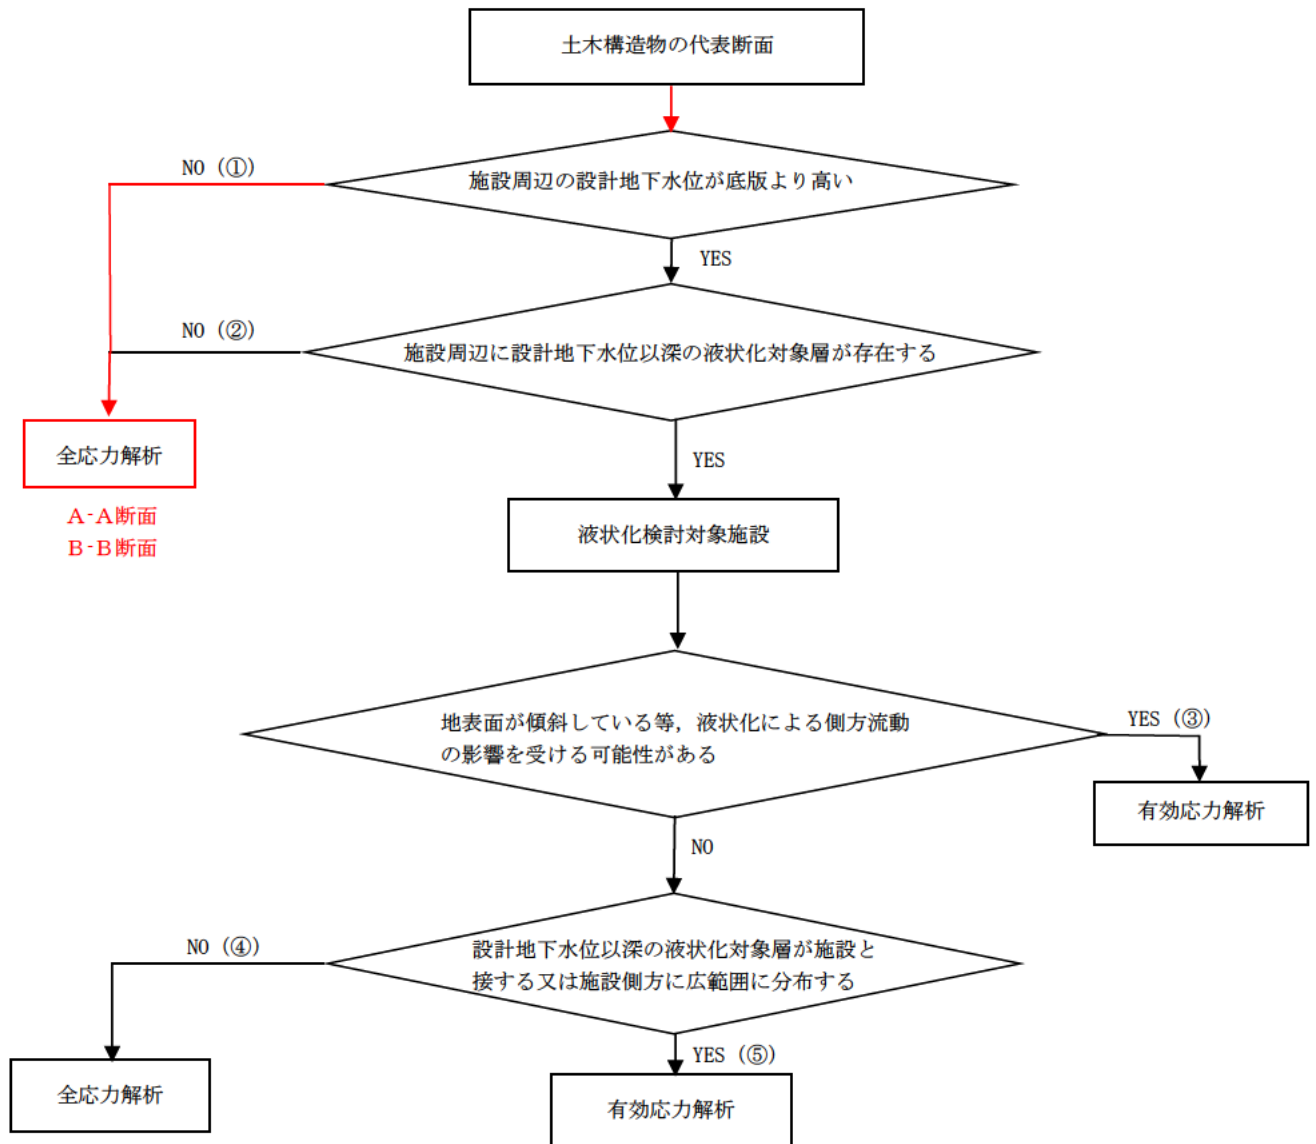 土木構造物の代表断面
NO (①)
施設周辺の設計地下水位が底版より高い
YES
NO (②)
施設周辺に設計地下水位以深の液状化対象層が存在する
全応力解析
YES
A-A断面
B-B断面
液状化検討対象施設
地表面が傾斜している等，液状化による側方流動
の影響を受ける可能性がある
YES (③)
有効応力解析
NO
NO (④)
設計地下水位以深の液状化対象層が施設と
接する又は施設側方に広範囲に分布する
YES (⑤)
全応力解析
有効応力解析